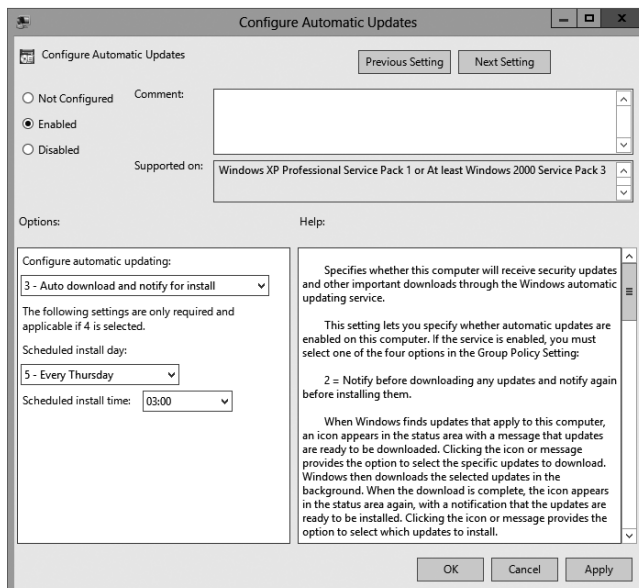 Configure Automatic Updates
Configure Automatic Updates
Previous Setting
Next Setting
Not Configured
Enabled
Disabled
Comment:
Supported on:
Windows XP Professional Service Pack 1 or At least Windows 2000 Service Pack 3
Options:
Help:
Configure automatic updating:
3 - Auto download and notify for install
The following settings are only required and
applicable if 4 is selected.
Scheduled install day:
5 - Every Thursday
Scheduled install time:
03:00
Specifies whether this computer will receive security updates
and other important downloads through the Windows automatic
updating service.
This setting lets you specify whether automatic updates are
enabled on this computer. If the service is enabled, you must
select one of the four options in the Group Policy Setting:
2 = Notify before downloading any updates and notify again
before installing them.
When Windows finds updates that apply to this computer,
an icon appears in the status area with a message that updates
are ready to be downloaded. Clicking the icon or message
provides the option to select the specific updates to download.
Windows then downloads the selected updates in the
background. When the download is complete, the icon appears
in the status area again, with a notification that the updates are
ready to be installed. Clicking the icon or message provides the
option to select which updates to install.
OK
Cancel
Apply